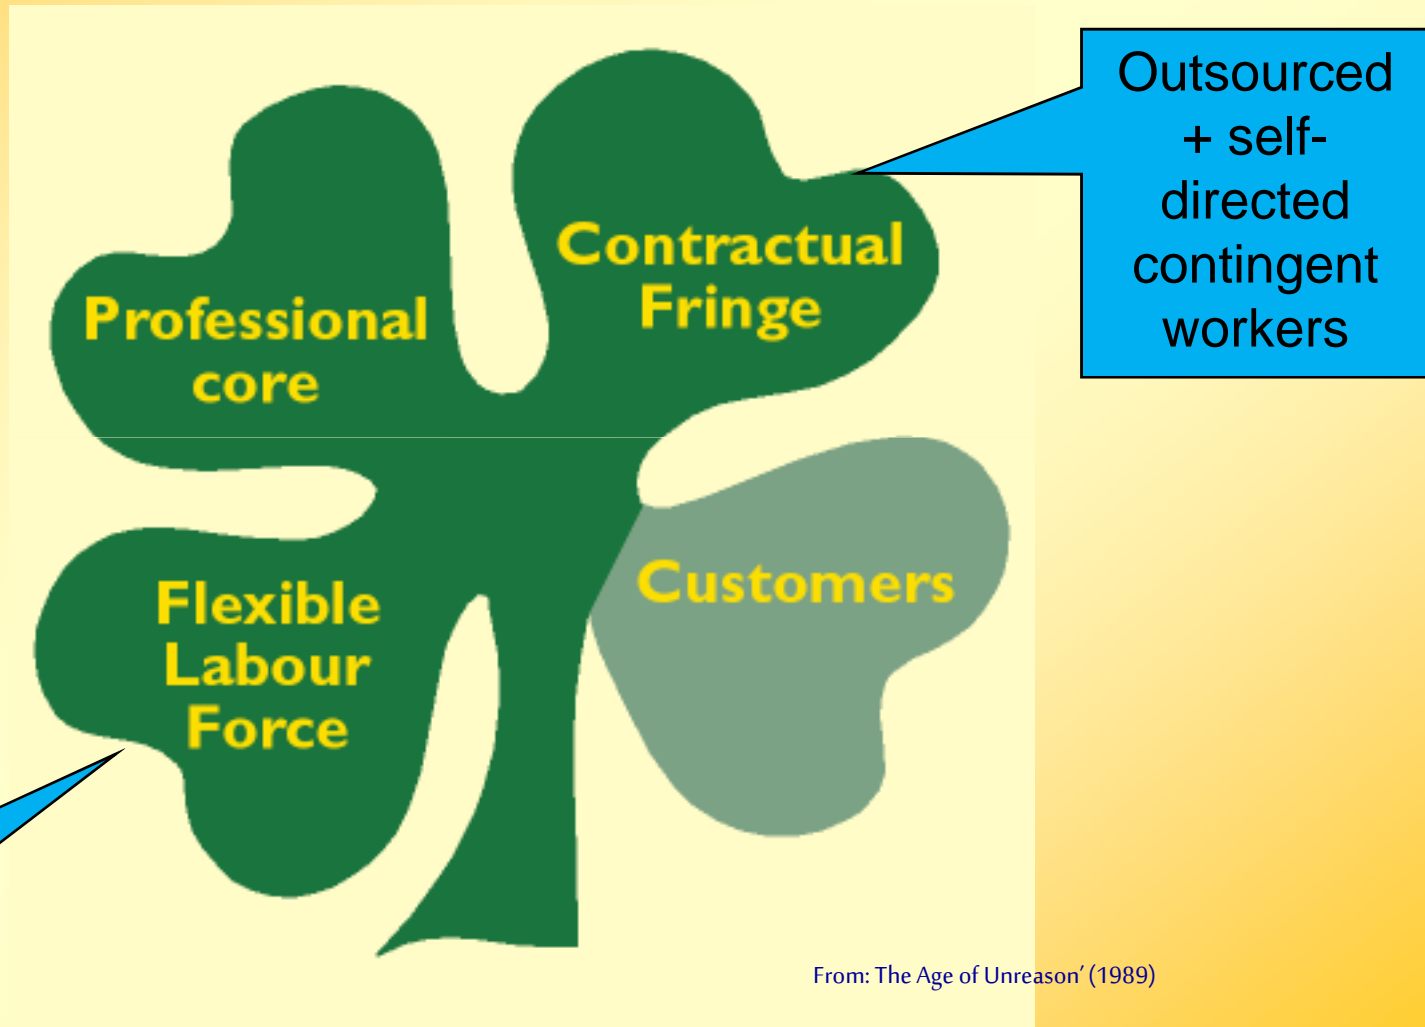 Professional
core
Contractual
Fringe
Outsourced
+ self-
directed
contingent
workers
Flexible
Labour
Force
Customers
From: The Age of Unreason’ (1989)